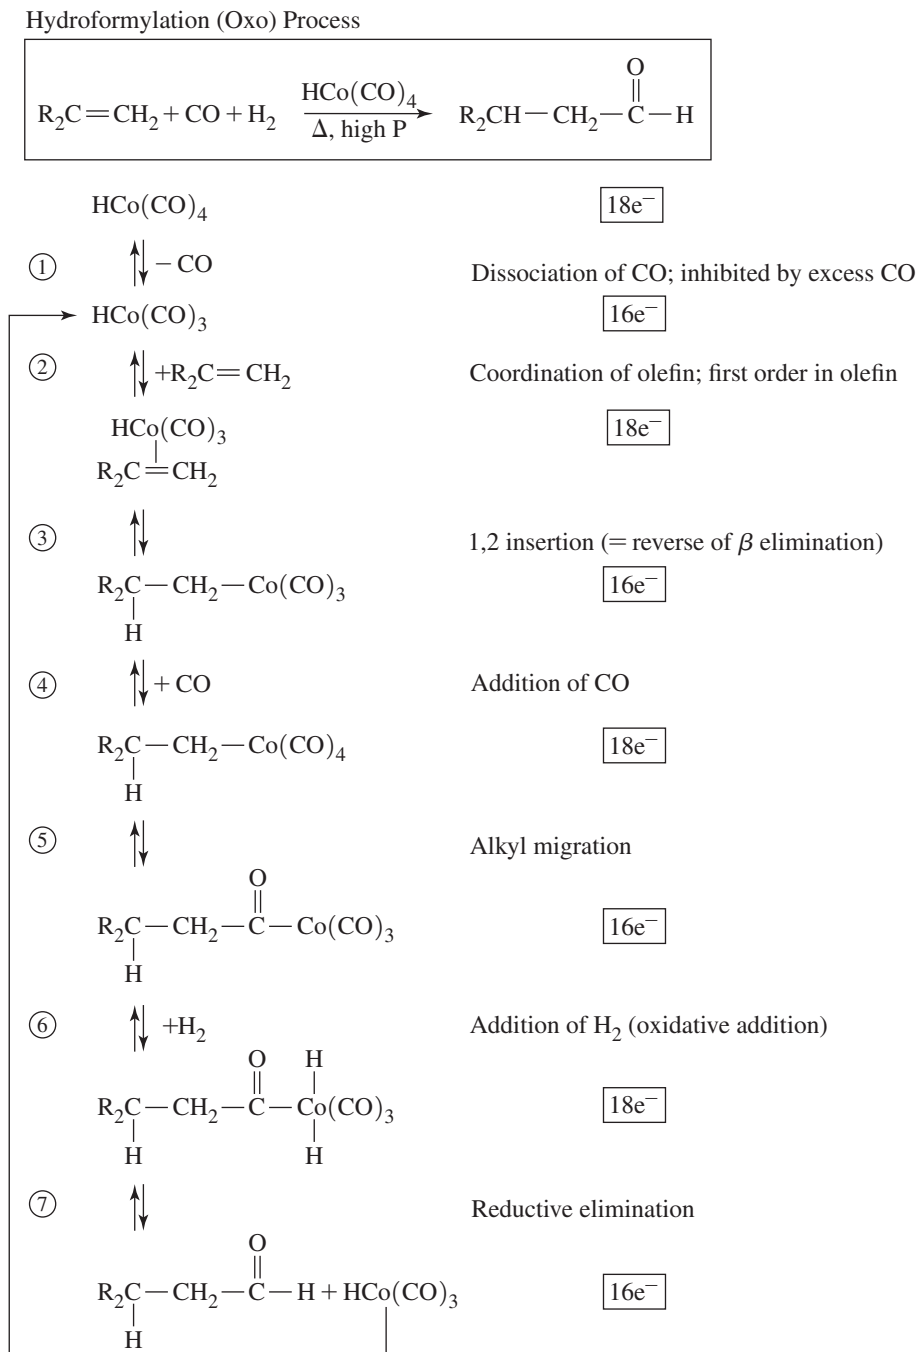 Hydroformylation (Oxo) Process
O
R₂C=CH₂ + CO + H₂ HCo(CO)₄ Δ, high P R₂CH—CH₂—C—H
HCo(CO)₄ 18e⁻
① − CO Dissociation of CO; inhibited by excess CO
HCo(CO)₃ 16e⁻
② +R₂C=CH₂ Coordination of olefin; first order in olefin
HCo(CO)₃ 18e⁻
R₂C=CH₂
③ 1,2 insertion (= reverse of β elimination)
R₂C—CH₂—Co(CO)₃ 16e⁻
H
④ + CO Addition of CO
R₂C—CH₂—Co(CO)₄ 18e⁻
H
⑤ Alkyl migration
O
R₂C—CH₂—C—Co(CO)₃ 16e⁻
H
⑥ +H₂ Addition of H₂ (oxidative addition)
O H
R₂C—CH₂—C—Co(CO)₃ 18e⁻
H H
⑦ Reductive elimination
O
R₂C—CH₂—C—H + HCo(CO)₃ 16e⁻
H